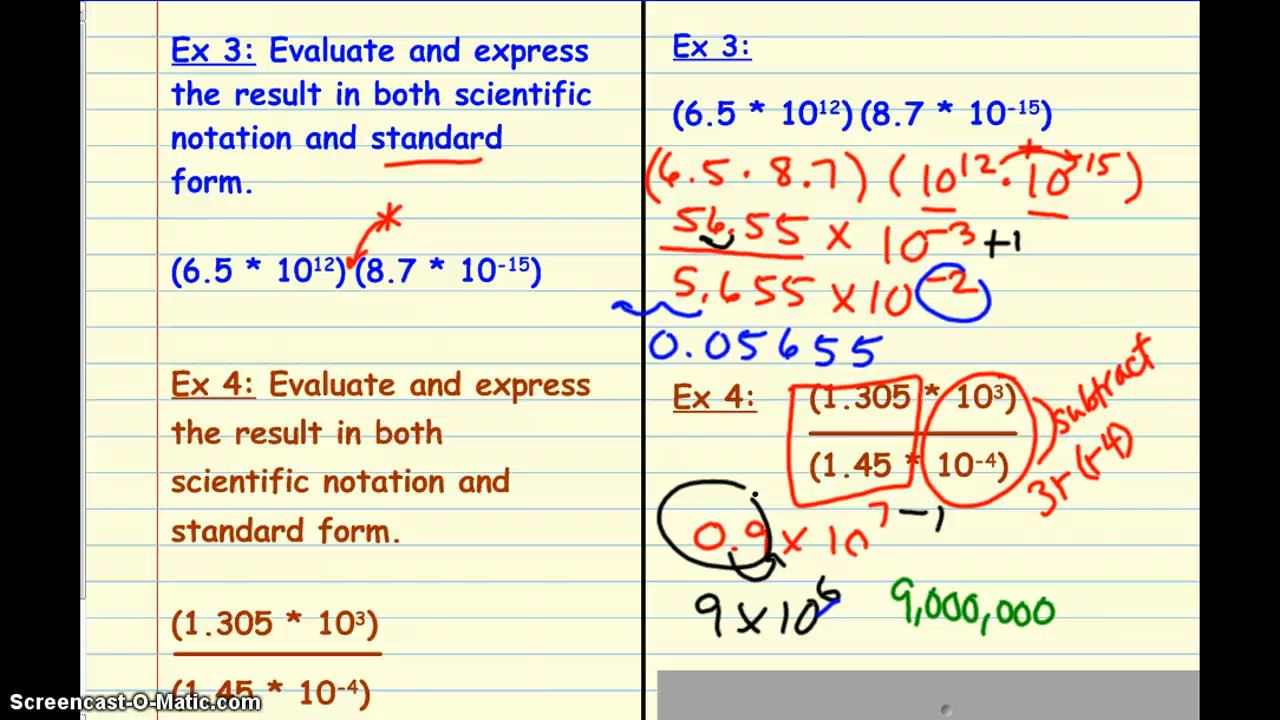 Ex 3: Evaluate and express
the result in both scientific
notation and standard
form.
(6.5 * 10¹²)(8.7 * 10⁻¹⁵)
Ex 4: Evaluate and express
the result in both
scientific notation and
standard form.
(1.305 * 10³)
(1.45 * 10⁻⁴)
Ex 3:
(6.5 * 10¹²)(8.7 * 10⁻¹⁵)
+
(6.5 · 8.7) (10¹² · 10⁻¹⁵)
56.55 × 10⁻³ +1
5.655 × 10⁻²
0.05655
Ex 4:
(1.305 * 10³)
(1.45 * 10⁻⁴)
subtract
3-(-4)
0.9 × 10⁷ -1
9 × 10⁶
9,000,000
Screencast-O-Matic.com